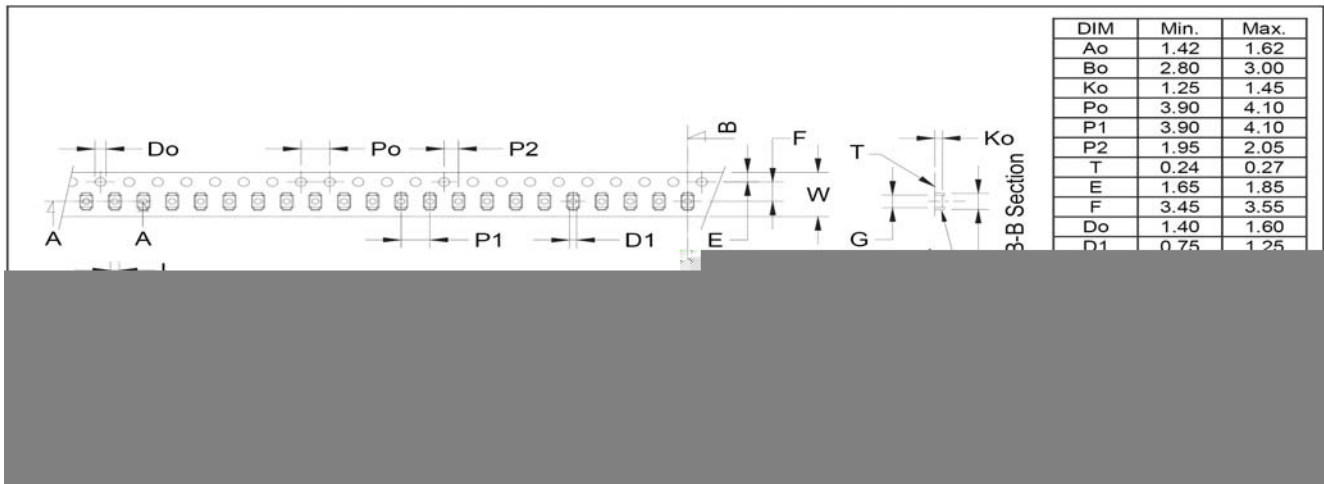 DIM Min. Max.
Ao 1.42 1.62
Bo 2.80 3.00
Ko 1.25 1.45
Po 3.90 4.10
P1 3.90 4.10
P2 1.95 2.05
T 0.24 0.27
E 1.65 1.85
F 3.45 3.55
Do 1.40 1.60
D1 0.75 1.25
Do
Po
P2
B
F
W
A
A
P1
D1
E
T
Ko
G
B-B Section